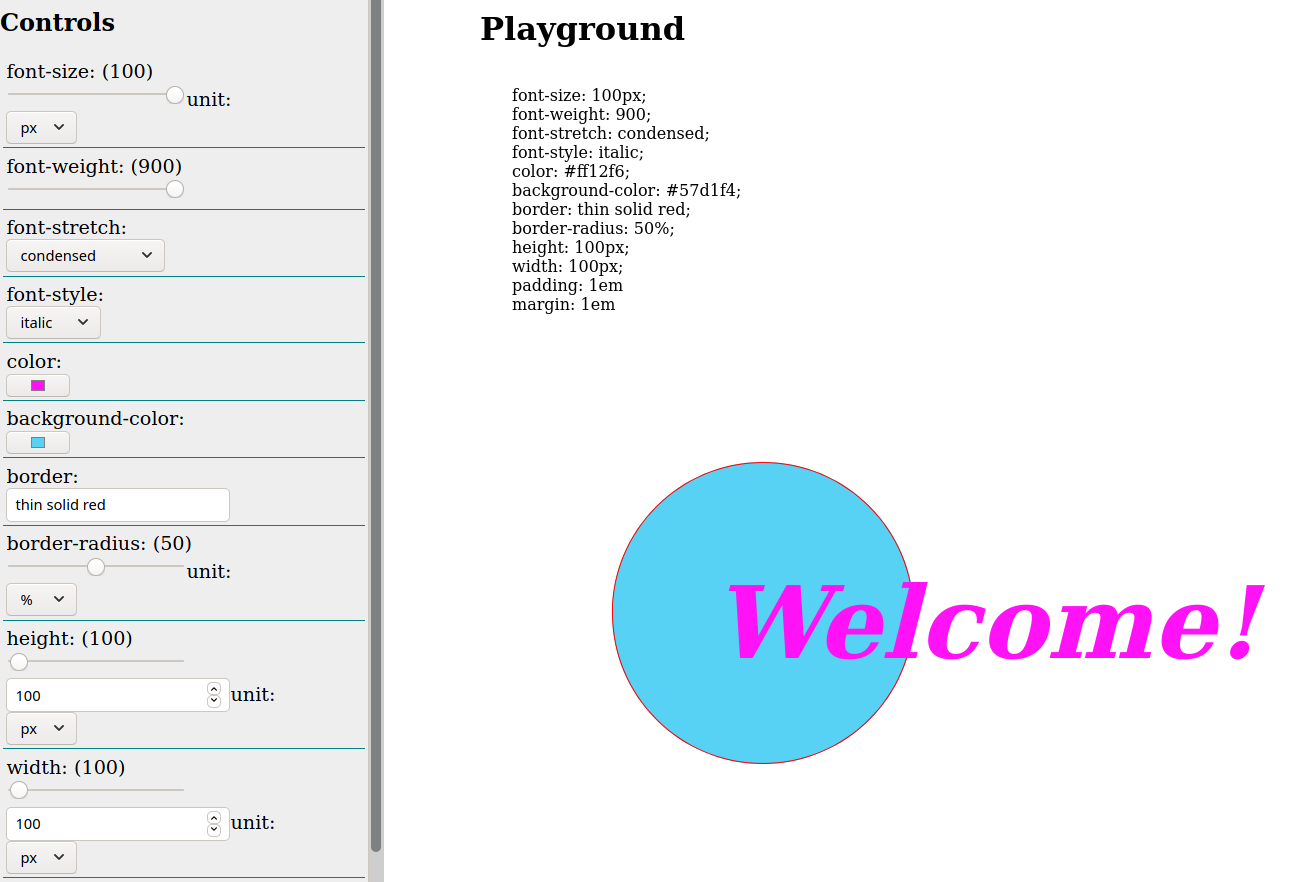 Controls
font-size: (100)
unit:
px
font-weight: (900)
font-stretch:
condensed
font-style:
italic
color:
background-color:
border:
thin solid red
border-radius: (50)
unit:
%
height: (100)
100
unit:
px
width: (100)
100
unit:
px
Playground
font-size: 100px;
font-weight: 900;
font-stretch: condensed;
font-style: italic;
color: #ff12f6;
background-color: #57d1f4;
border: thin solid red;
border-radius: 50%;
height: 100px;
width: 100px;
padding: 1em
margin: 1em
Welcome!